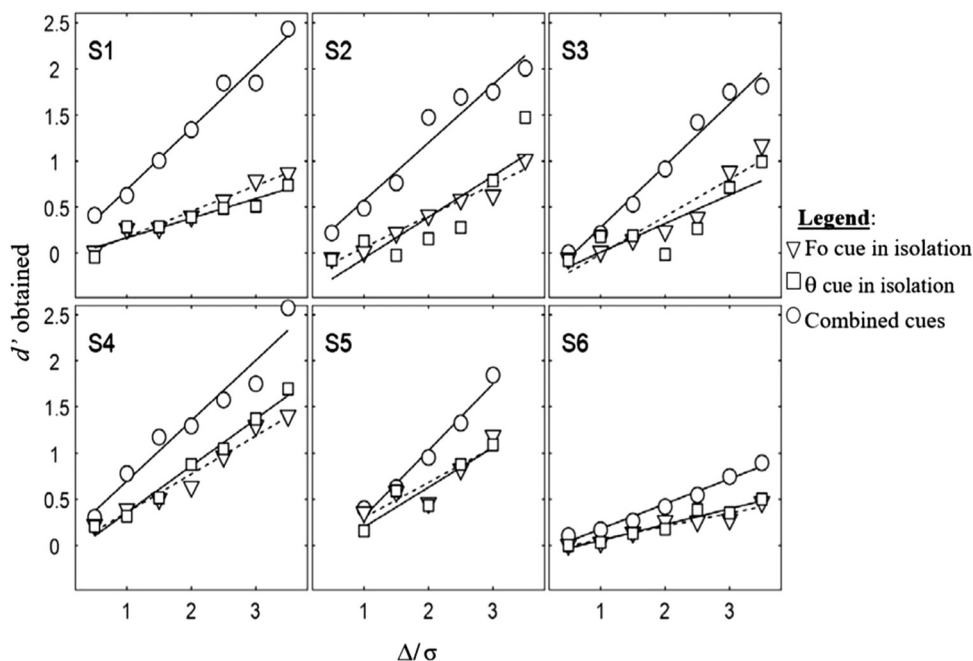 2.5
S1
S2
S3
2
1.5
1
0.5
0
Legend:
Fo cue in isolation
θ cue in isolation
Combined cues
d' obtained
2.5
S4
S5
S6
2
1.5
1
0.5
0
1 2 3 1 2 3 1 2 3
Δ/σ